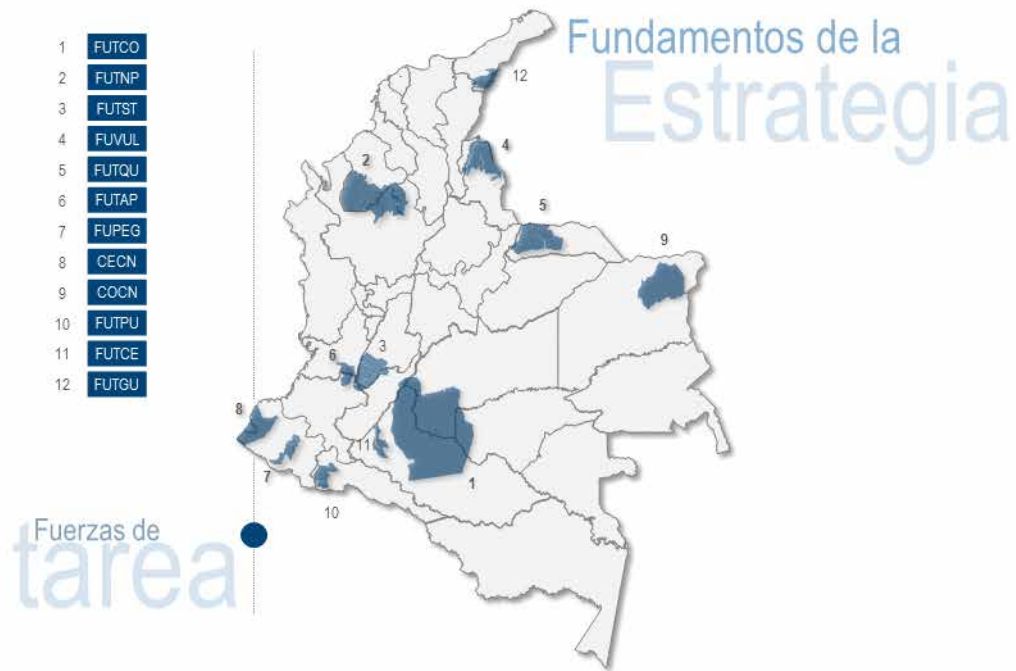 Fundamentos de la
Estrategia
1 FUTCO
2 FUTNP
3 FUTST
4 FUVUL
5 FUTQU
6 FUTAP
7 FUPEG
8 CECN
9 COCN
10 FUTPU
11 FUTCE
12 FUTGU
12
4
2
5
9
3
6
8
11
7
1
10
Fuerzas de
tarea